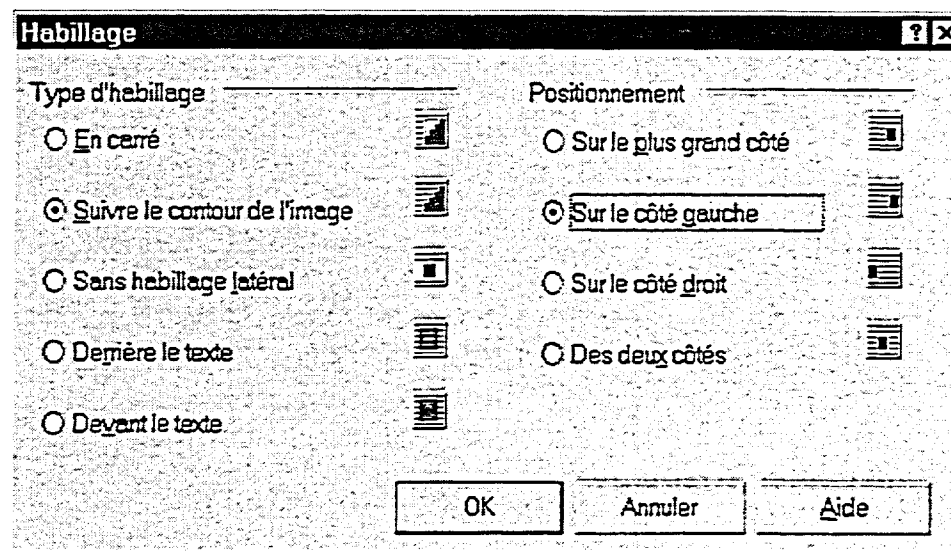 Habillage
Type d'habillage
En carré
Suivre le contour de l'image
Sans habillage latéral
Derrière le texte
Devant le texte
Positionnement
Sur le plus grand côté
Sur le côté gauche
Sur le côté droit
Des deux côtés
OK
Annuler
Aide